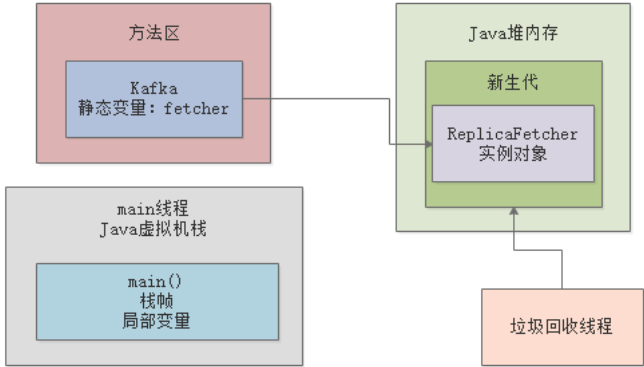 方法区
Kafka
静态变量：fetcher
Java堆内存
新生代
ReplicaFetcher
实例对象
main线程
Java虚拟机栈
main()
栈帧
局部变量
垃圾回收线程